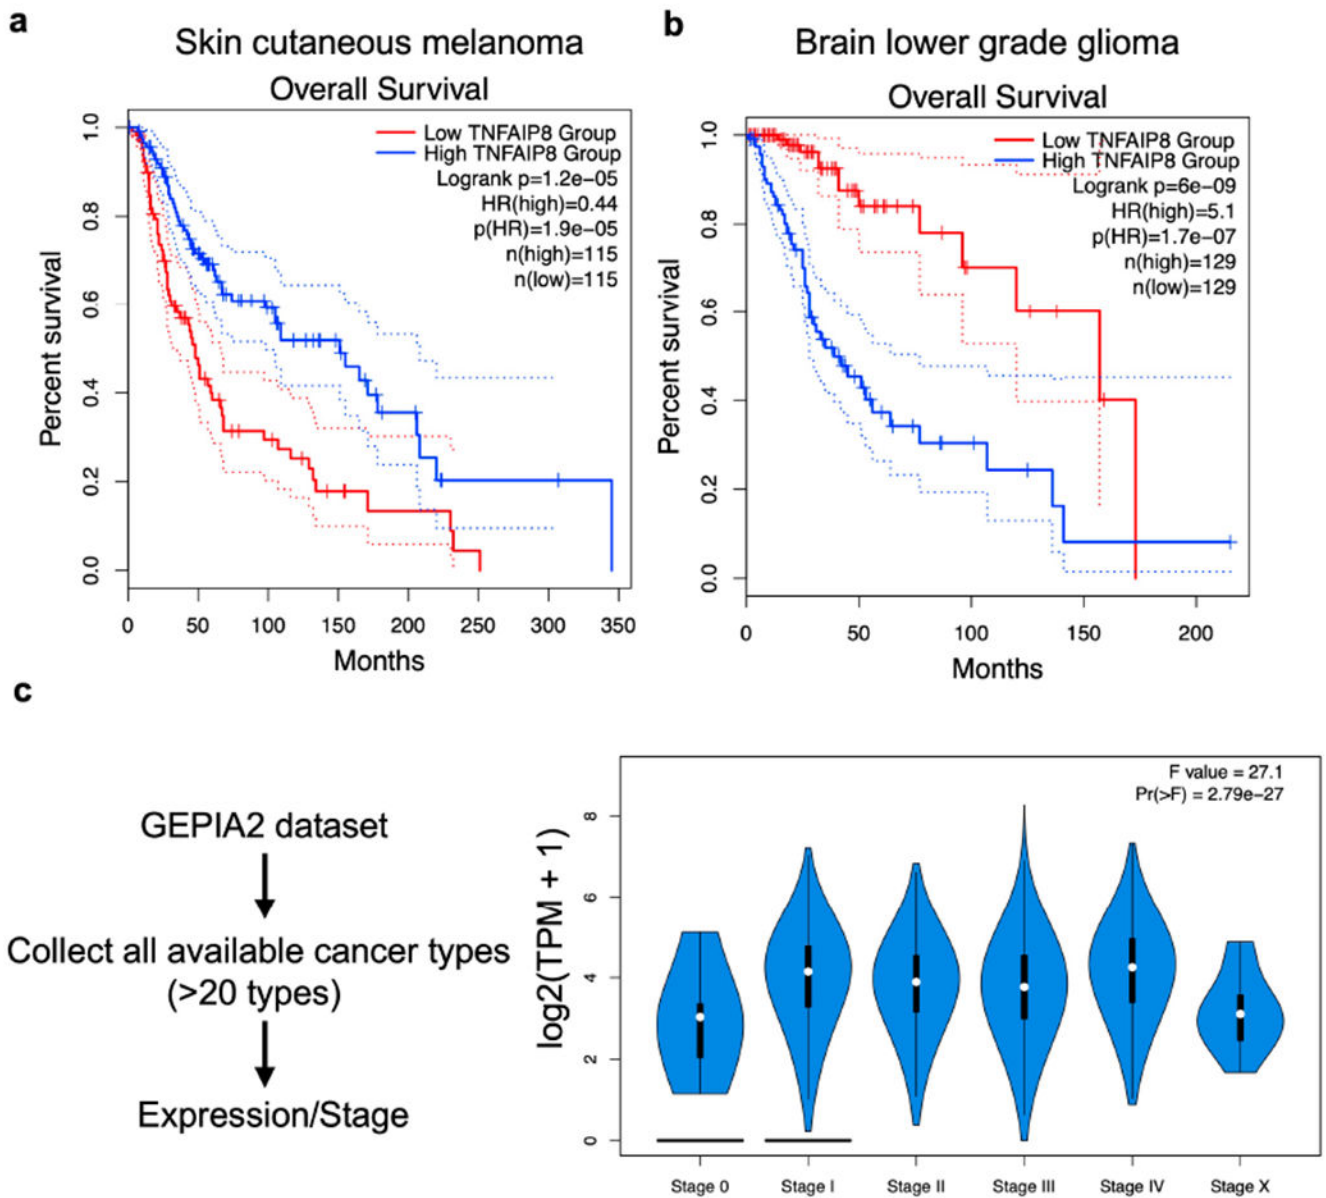 a
Skin cutaneous melanoma
Overall Survival
Low TNFAIP8 Group
High TNFAIP8 Group
Logrank p=1.2e−05
HR(high)=0.44
p(HR)=1.9e−05
n(high)=115
n(low)=115
Percent survival
1.0
0.8
0.6
0.4
0.2
0.0
0 50 100 150 200 250 300 350
Months
b
Brain lower grade glioma
Overall Survival
Low TNFAIP8 Group
High TNFAIP8 Group
Logrank p=6e−09
HR(high)=5.1
p(HR)=1.7e−07
n(high)=129
n(low)=129
Percent survival
1.0
0.8
0.6
0.4
0.2
0.0
0 50 100 150 200
Months
c
GEPIA2 dataset
Collect all available cancer types
(>20 types)
Expression/Stage
F value = 27.1
Pr(>F) = 2.79e−27
log2(TPM + 1)
8
6
4
2
0
Stage 0 Stage I Stage II Stage III Stage IV Stage X